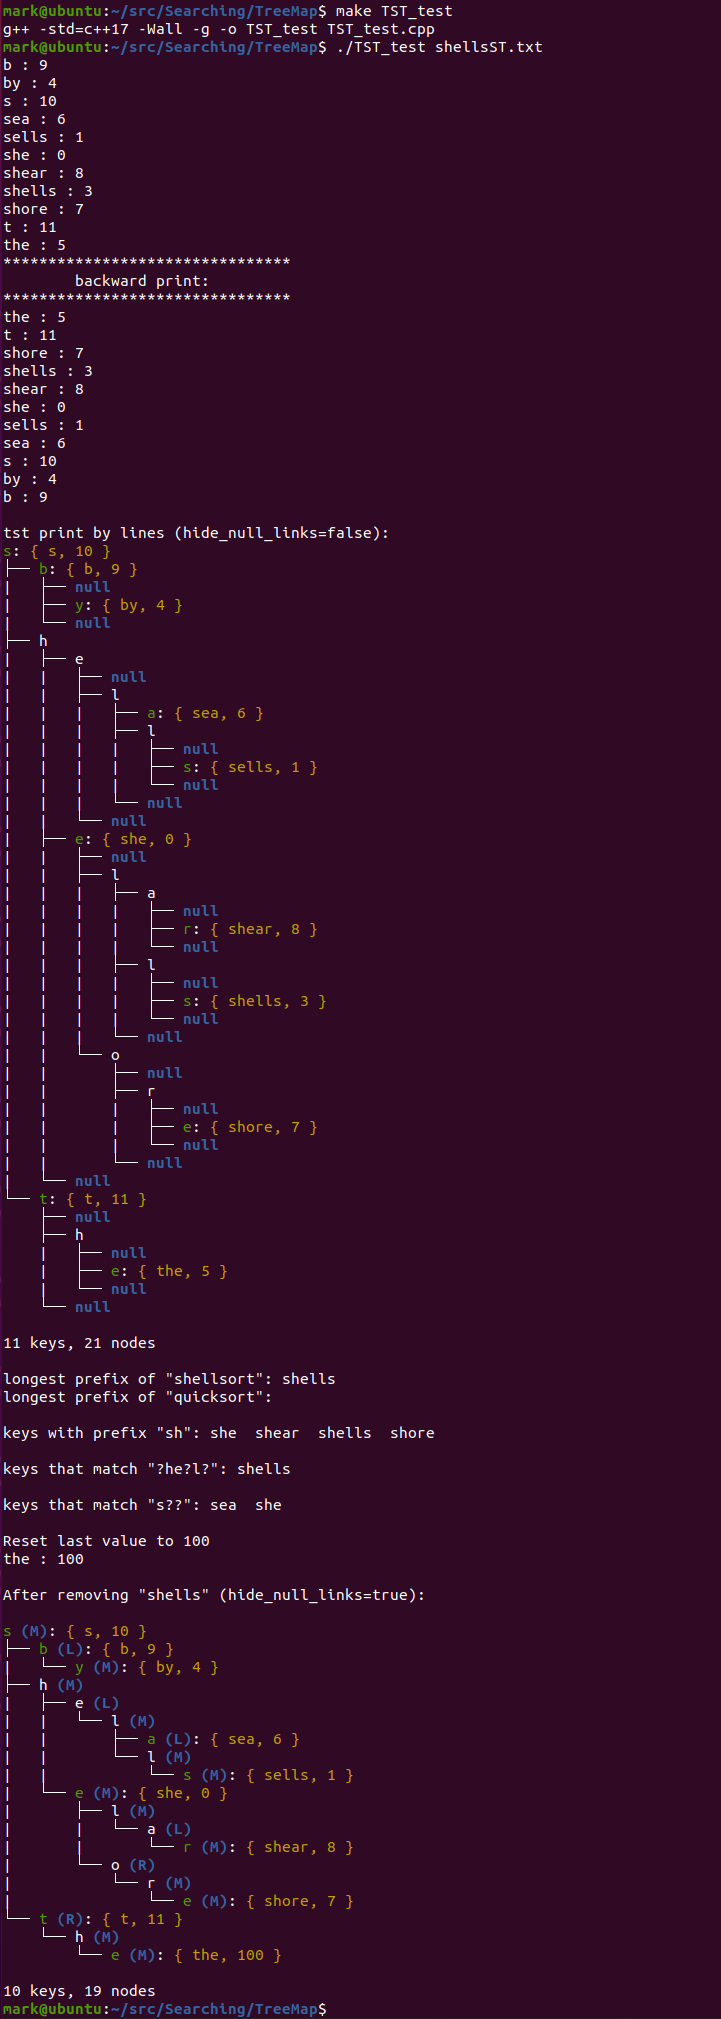 mark@ubuntu:~/src/Searching/TreeMap$ make TST_test
g++ -std=c++17 -Wall -g -o TST_test TST_test.cpp
mark@ubuntu:~/src/Searching/TreeMap$ ./TST_test shellsST.txt
b : 9
by : 4
s : 10
sea : 6
sells : 1
she : 0
shear : 8
shells : 3
shore : 7
t : 11
the : 5
********************************
        backward print:
********************************
the : 5
t : 11
shore : 7
shells : 3
shear : 8
she : 0
sells : 1
sea : 6
s : 10
by : 4
b : 9

tst print by lines (hide_null_links=false):
s: { s, 10 }
├── b: { b, 9 }
|   ├── null
|   ├── y: { by, 4 }
|   └── null
├── h
|   ├── e
|   |   ├── null
|   |   ├── l
|   |   |   ├── a: { sea, 6 }
|   |   |   ├── l
|   |   |   |   ├── null
|   |   |   |   ├── s: { sells, 1 }
|   |   |   |   └── null
|   |   |   └── null
|   |   └── null
|   ├── e: { she, 0 }
|   |   ├── null
|   |   ├── l
|   |   |   ├── a
|   |   |   |   ├── null
|   |   |   |   ├── r: { shear, 8 }
|   |   |   |   └── null
|   |   |   ├── l
|   |   |   |   ├── null
|   |   |   |   ├── s: { shells, 3 }
|   |   |   |   └── null
|   |   |   └── null
|   |   └── o
|   |       ├── null
|   |       ├── r
|   |       |   ├── null
|   |       |   ├── e: { shore, 7 }
|   |       |   └── null
|   |       └── null
|   └── null
└── t: { t, 11 }
    ├── null
    ├── h
    |   ├── null
    |   ├── e: { the, 5 }
    |   └── null
    └── null

11 keys, 21 nodes

longest prefix of "shellsort": shells
longest prefix of "quicksort":

keys with prefix "sh": she  shear  shells  shore

keys that match "?he?l?": shells

keys that match "s??": sea  she

Reset last value to 100
the : 100

After removing "shells" (hide_null_links=true):

s (M): { s, 10 }
├── b (L): { b, 9 }
|   └── y (M): { by, 4 }
├── h (M)
|   ├── e (L)
|   |   └── l (M)
|   |       ├── a (L): { sea, 6 }
|   |       └── l (M)
|   |           └── s (M): { sells, 1 }
|   └── e (M): { she, 0 }
|       ├── l (M)
|       |   └── a (L)
|       |       └── r (M): { shear, 8 }
|       └── o (R)
|           └── r (M)
|               └── e (M): { shore, 7 }
└── t (R): { t, 11 }
    └── h (M)
        └── e (M): { the, 100 }

10 keys, 19 nodes
mark@ubuntu:~/src/Searching/TreeMap$